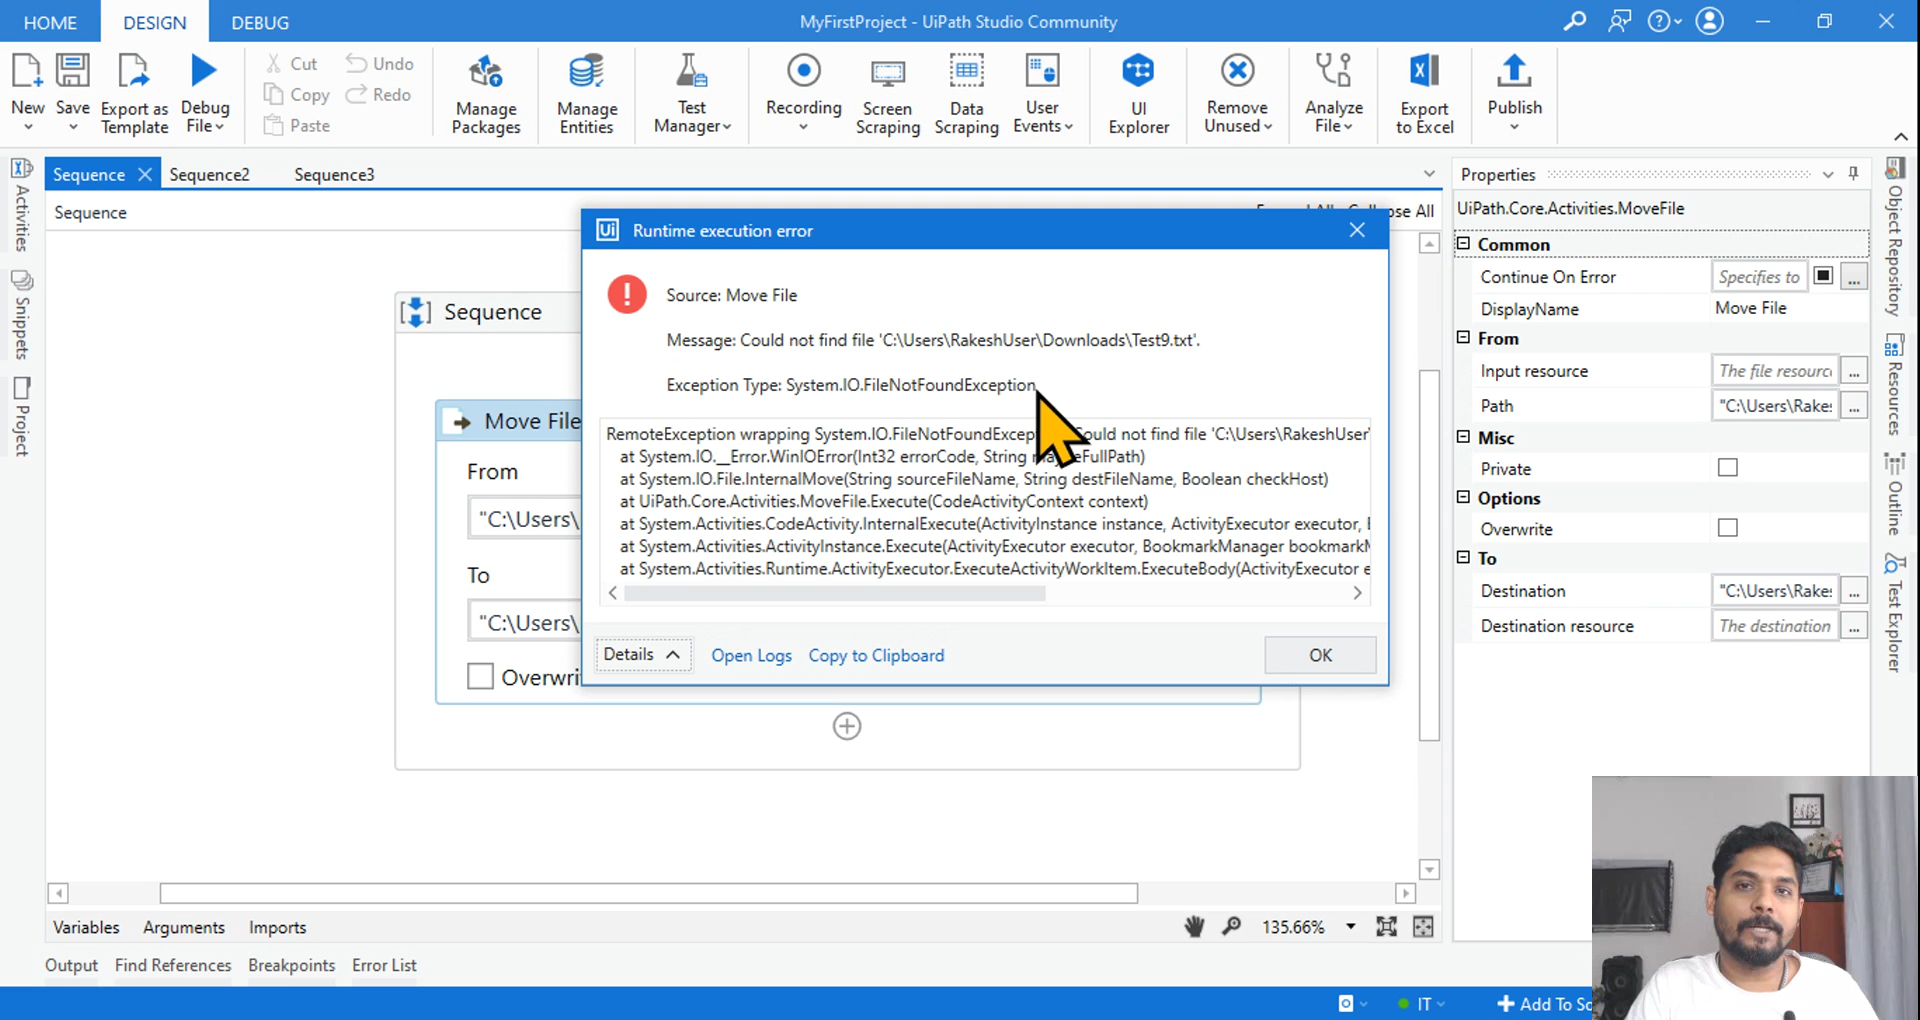 HOME DESIGN DEBUG MyFirstProject - UiPath Studio Community
New Save Export as Template Debug File
Cut Copy Paste Undo Redo
Manage Packages
Manage Entities
Test Manager
Recording
Screen Scraping
Data Scraping
User Events
UI Explorer
Remove Unused
Analyze File
Export to Excel
Publish
Activities
Snippets
Project
Sequence Sequence2 Sequence3
Sequence
pse All
Sequence
Move File
From
"C:\Users\
To
"C:\Users\
Overwri
Ui Runtime execution error
Source: Move File
Message: Could not find file 'C:\Users\RakeshUser\Downloads\Test9.txt'.
Exception Type: System.IO.FileNotFoundException
RemoteException wrapping System.IO.FileNotFoundExcep ould not find file 'C:\Users\RakeshUser'
at System.IO.__Error.WinIOError(Int32 errorCode, String ma eFullPath)
at System.IO.File.InternalMove(String sourceFileName, String destFileName, Boolean checkHost)
at UiPath.Core.Activities.MoveFile.Execute(CodeActivityContext context)
at System.Activities.CodeActivity.InternalExecute(ActivityInstance instance, ActivityExecutor executor,
at System.Activities.ActivityInstance.Execute(ActivityExecutor executor, BookmarkManager bookmarkM
at System.Activities.Runtime.ActivityExecutor.ExecuteActivityWorkItem.ExecuteBody(ActivityExecutor e
Details Open Logs Copy to Clipboard OK
Properties
UiPath.Core.Activities.MoveFile
Common
Continue On Error Specifies to ...
DisplayName Move File
From
Input resource The file resourc ...
Path "C:\Users\Rake: ...
Misc
Private
Options
Overwrite
To
Destination "C:\Users\Rake: ...
Destination resource The destination ...
Object Repository
Resources
Outline
Test Explorer
Variables Arguments Imports 135.66%
Output Find References Breakpoints Error List
IT + Add To So